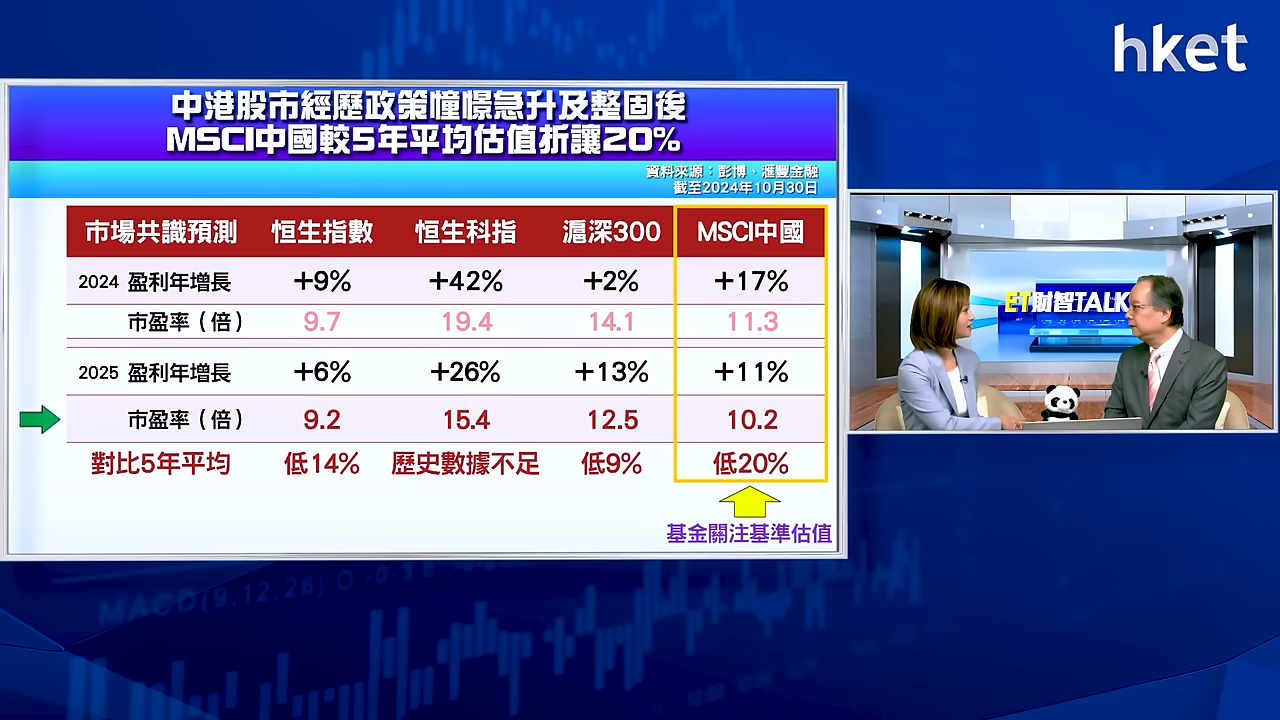 hket
中港股市經歷政策憧憬急升及整固後
MSCI中國較5年平均估值折讓20%
資料來源：彭博、滙豐金融
截至2024年10月30日
市場共識預測 恒生指數 恒生科指 滬深300 MSCI中國
2024 盈利年增長 +9% +42% +2% +17%
市盈率（倍） 9.7 19.4 14.1 11.3
2025 盈利年增長 +6% +26% +13% +11%
市盈率（倍） 9.2 15.4 12.5 10.2
對比5年平均 低14% 歷史數據不足 低9% 低20%
基金關注基準估值
ET財智TALK
MACD(9,12,26)